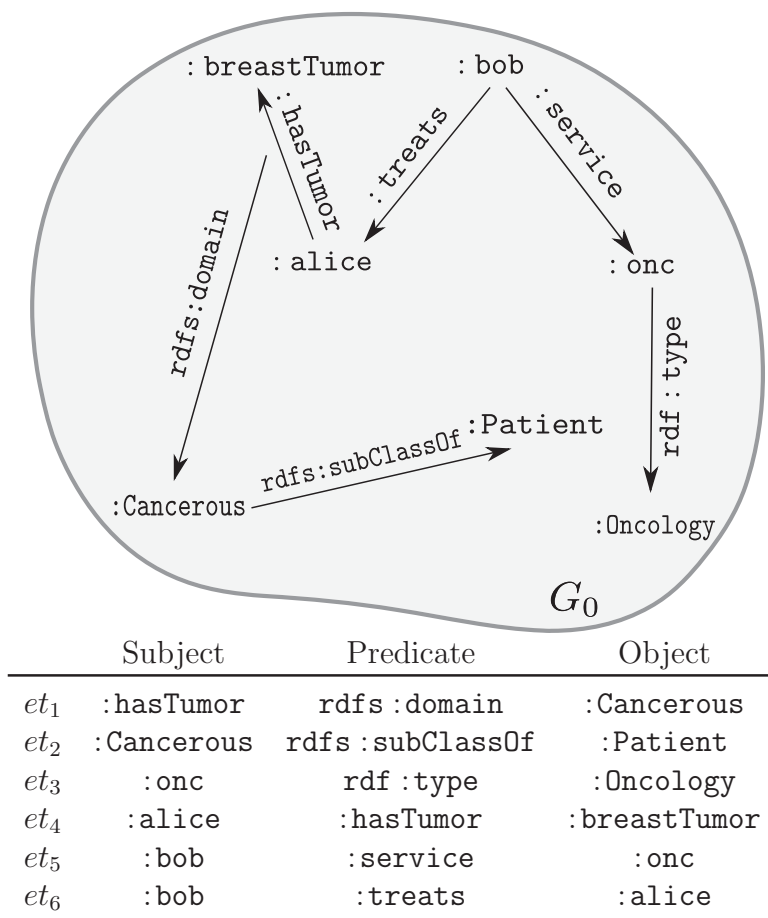 :breastTumor :bob
:hasTumor
:treats
:service
rdfs:domain
:alice :onc
rdf:type
:Patient
rdfs:subClassOf
:Cancerous
:Oncology
G0
Subject Predicate Object
et1 :hasTumor rdfs:domain :Cancerous
et2 :Cancerous rdfs:subClassOf :Patient
et3 :onc rdf:type :Oncology
et4 :alice :hasTumor :breastTumor
et5 :bob :service :onc
et6 :bob :treats :alice